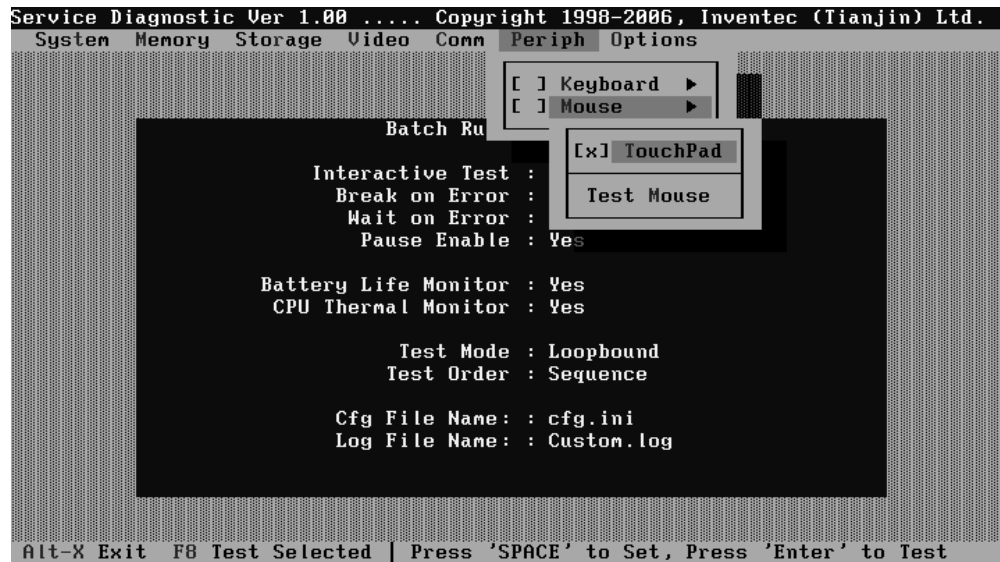 Service Diagnostic Ver 1.00 ..... Copyright 1998-2006, Inventec (Tianjin) Ltd.
System Memory Storage Video Comm Periph Options
[ ] Keyboard ►
[ ] Mouse ►
[x] TouchPad
Test Mouse
Batch Ru
Interactive Test :
Break on Error :
Wait on Error :
Pause Enable : Yes
Battery Life Monitor : Yes
CPU Thermal Monitor : Yes
Test Mode : Loopbound
Test Order : Sequence
Cfg File Name: : cfg.ini
Log File Name: : Custom.log
Alt-X Exit F8 Test Selected | Press 'SPACE' to Set, Press 'Enter' to Test